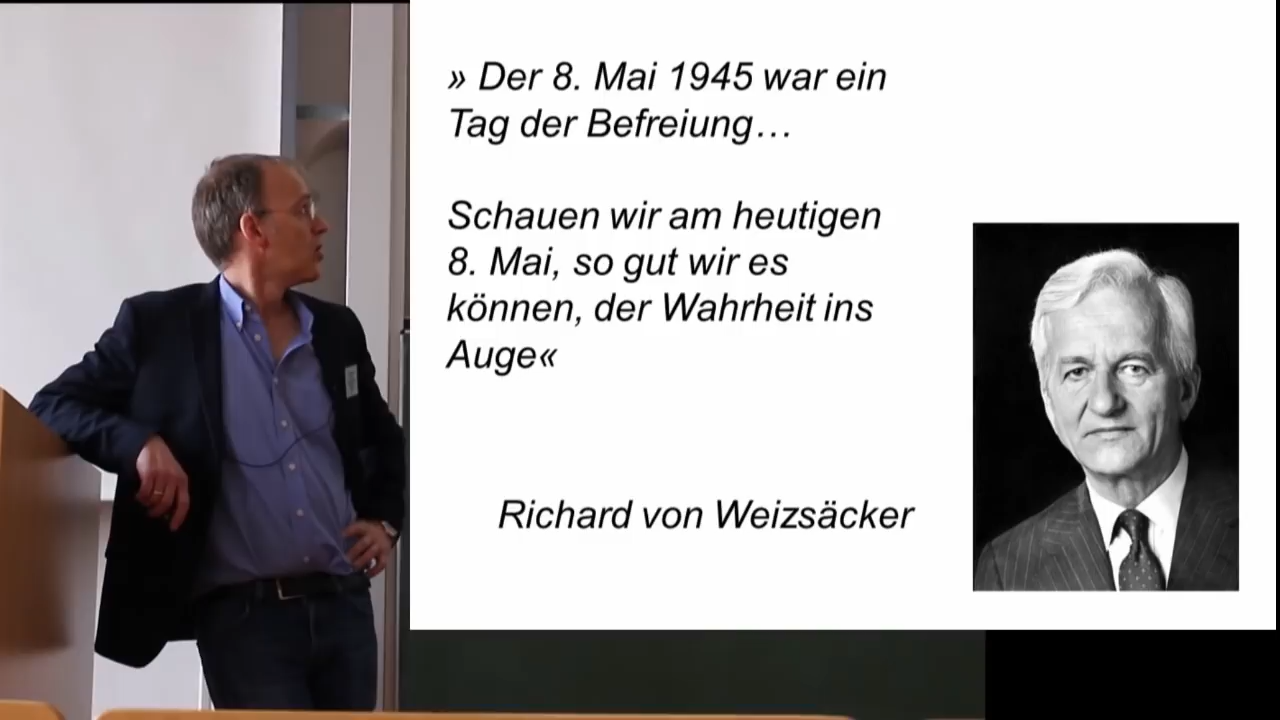 » Der 8. Mai 1945 war ein
Tag der Befreiung…
Schauen wir am heutigen
8. Mai, so gut wir es
können, der Wahrheit ins
Auge«
Richard von Weizsäcker